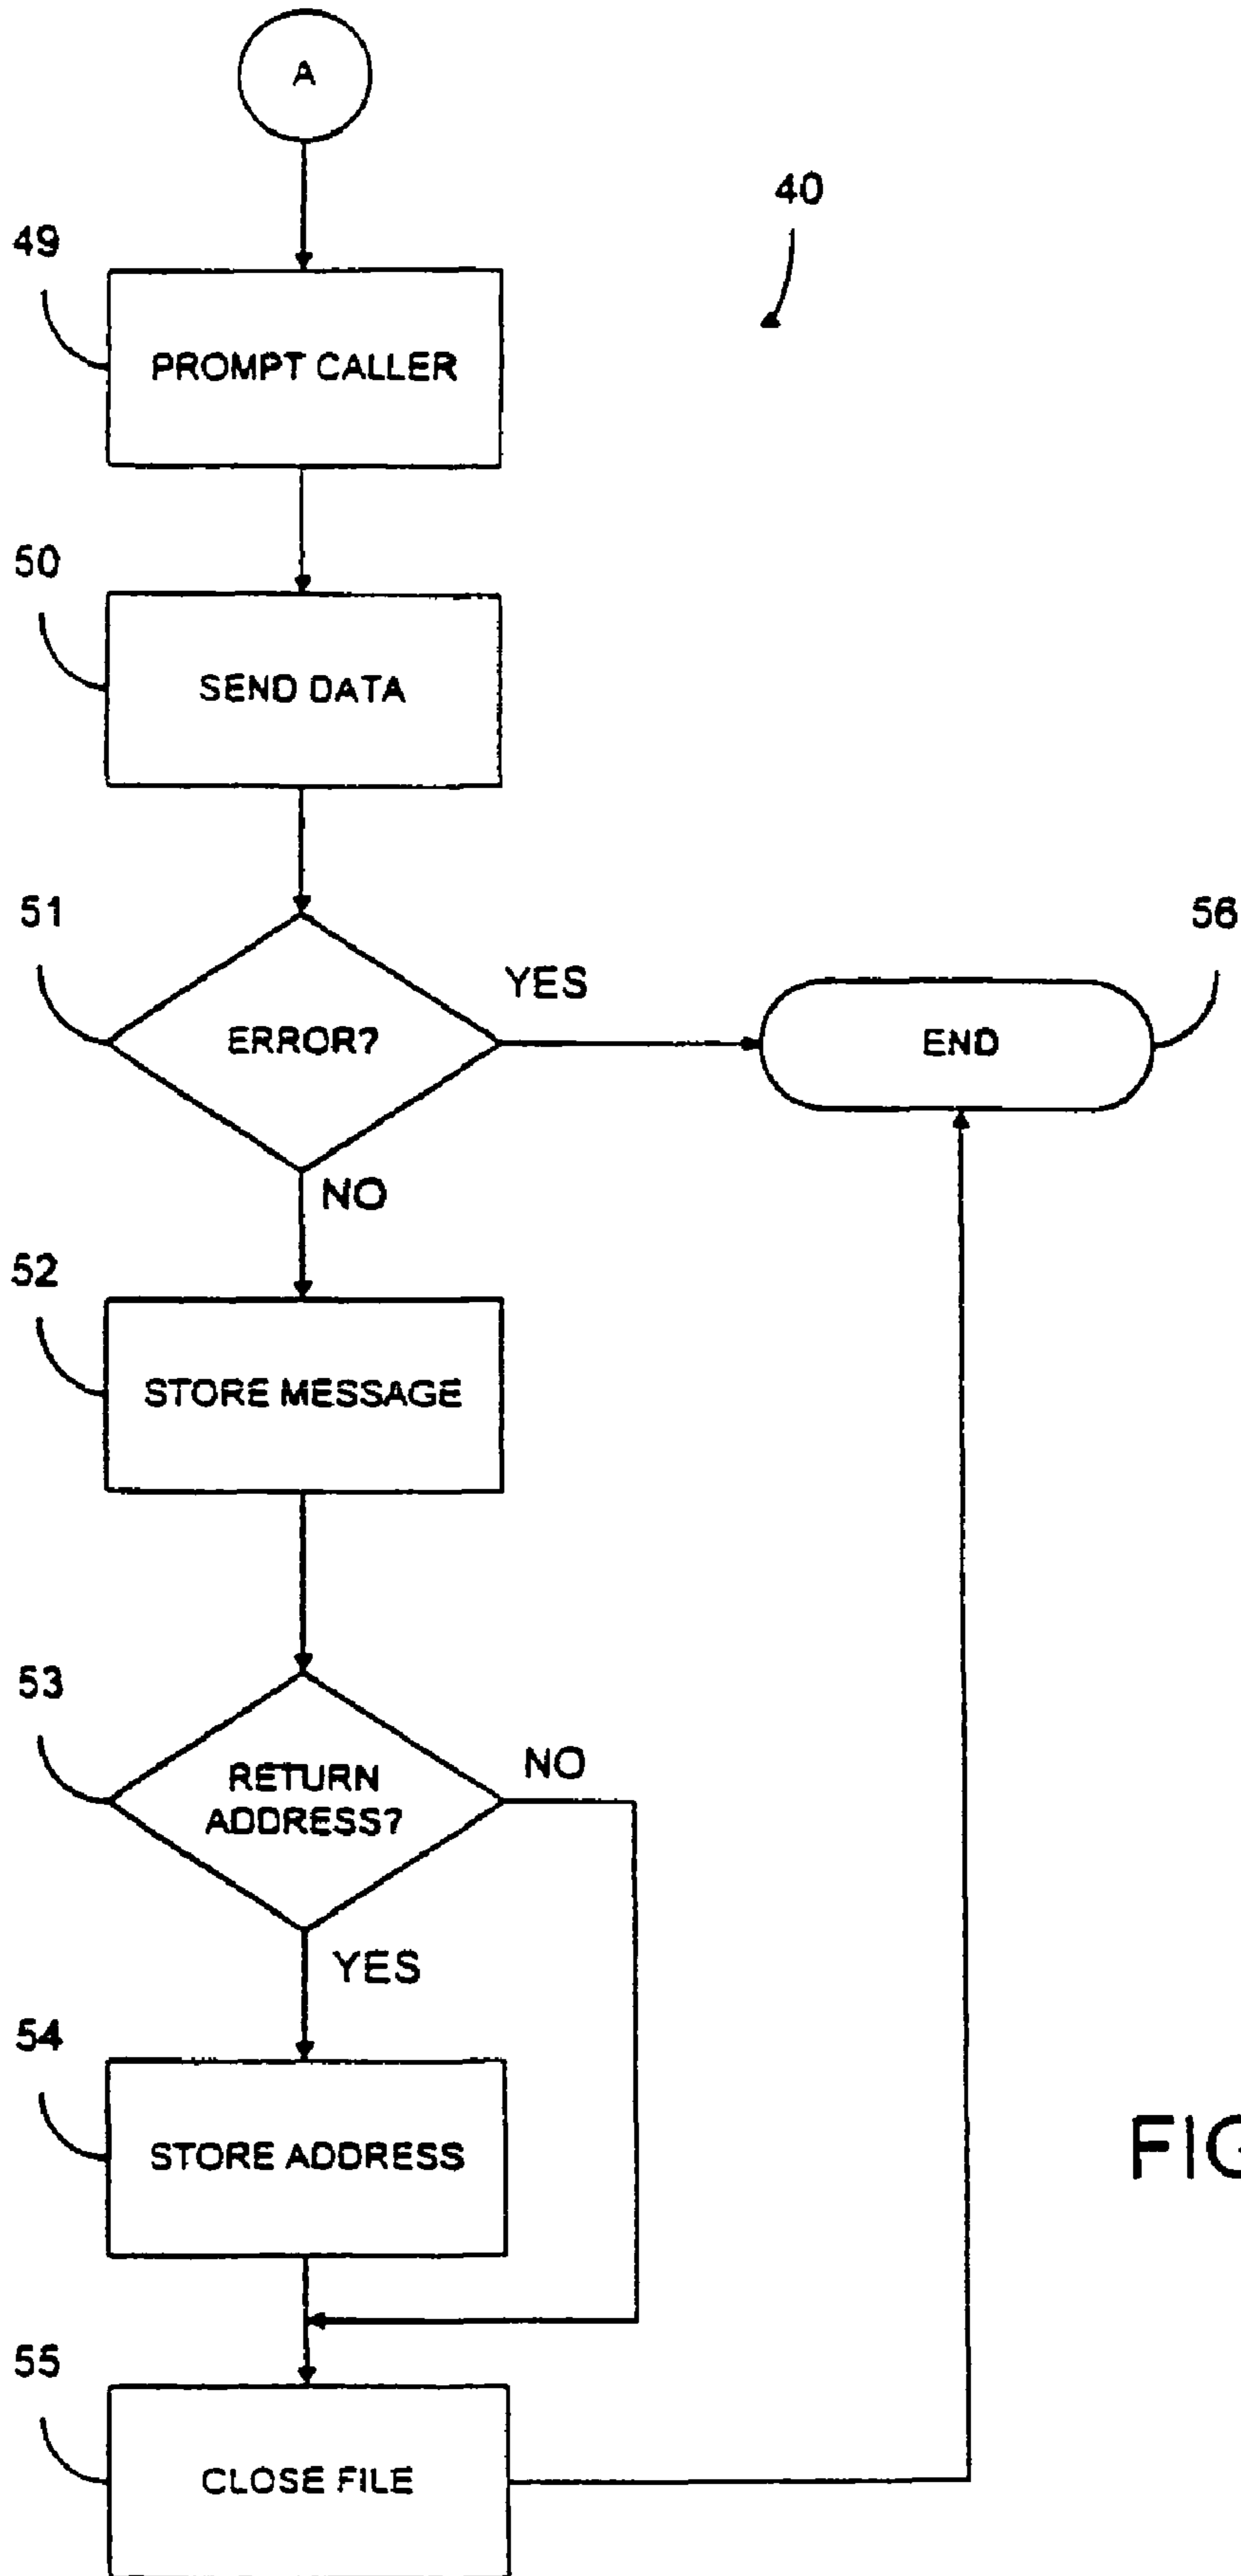 A
40
49
PROMPT CALLER
50
SEND DATA
51
ERROR?
YES
END
56
NO
52
STORE MESSAGE
53
RETURN
ADDRESS?
NO
YES
54
STORE ADDRESS
FIG
55
CLOSE FILE